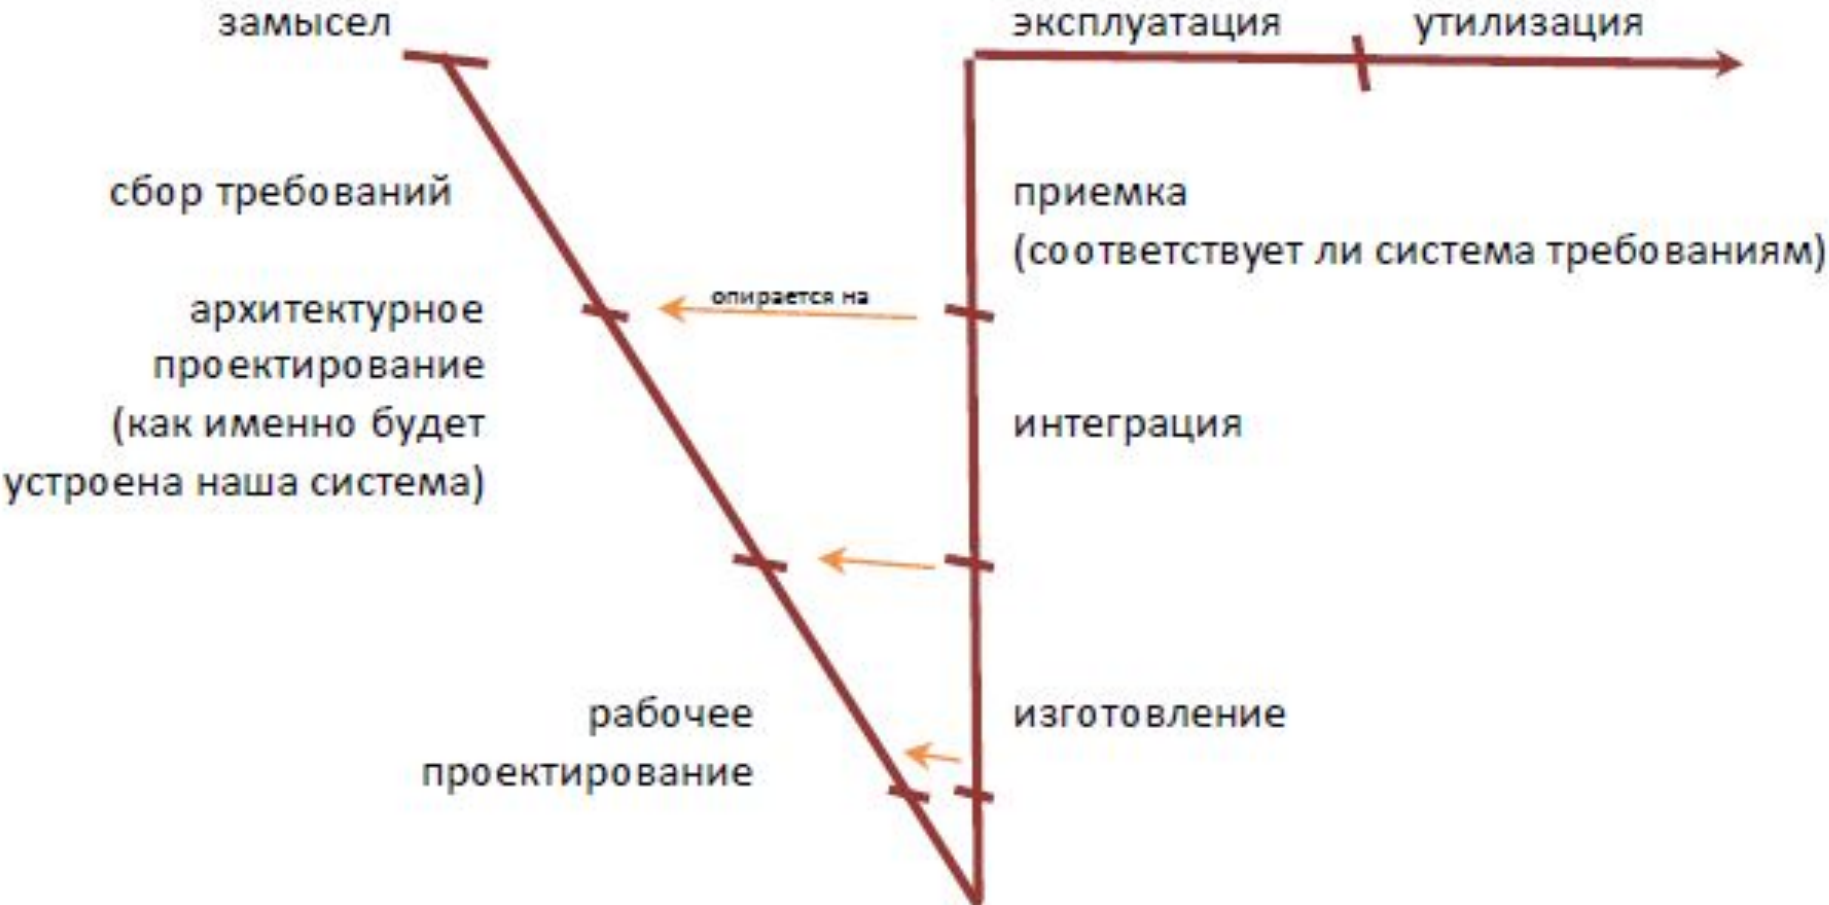 замысел
эксплуатация
утилизация
сбор требований
приемка
(соответствует ли система требованиям)
опирается на
архитектурное
проектирование
(как именно будет
устроена наша система)
интеграция
рабочее
проектирование
изготовление